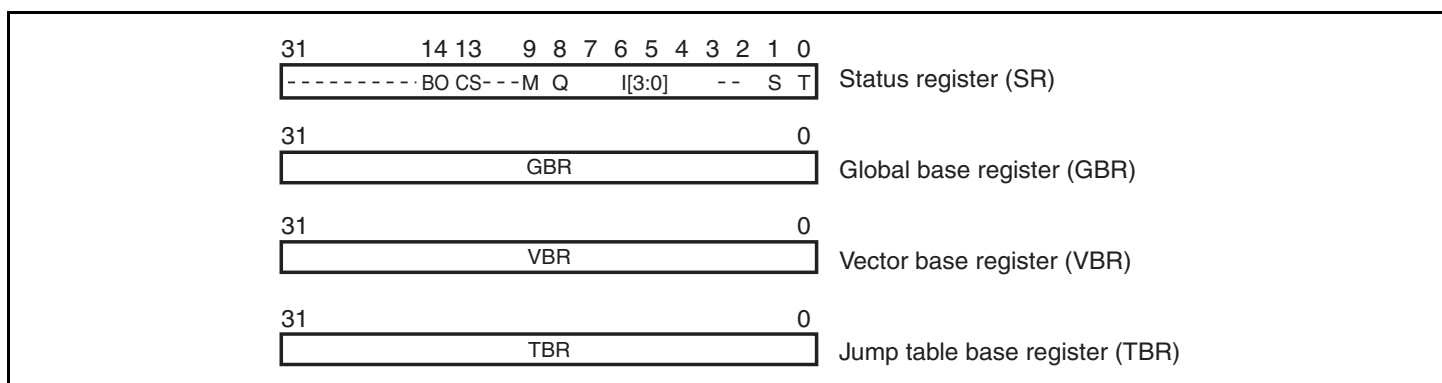 31 14 13 9 8 7 6 5 4 3 2 1 0
- - - - - - - - - - BO CS - - - M Q I[3:0] - - S T Status register (SR)
31 0
GBR Global base register (GBR)
31 0
VBR Vector base register (VBR)
31 0
TBR Jump table base register (TBR)